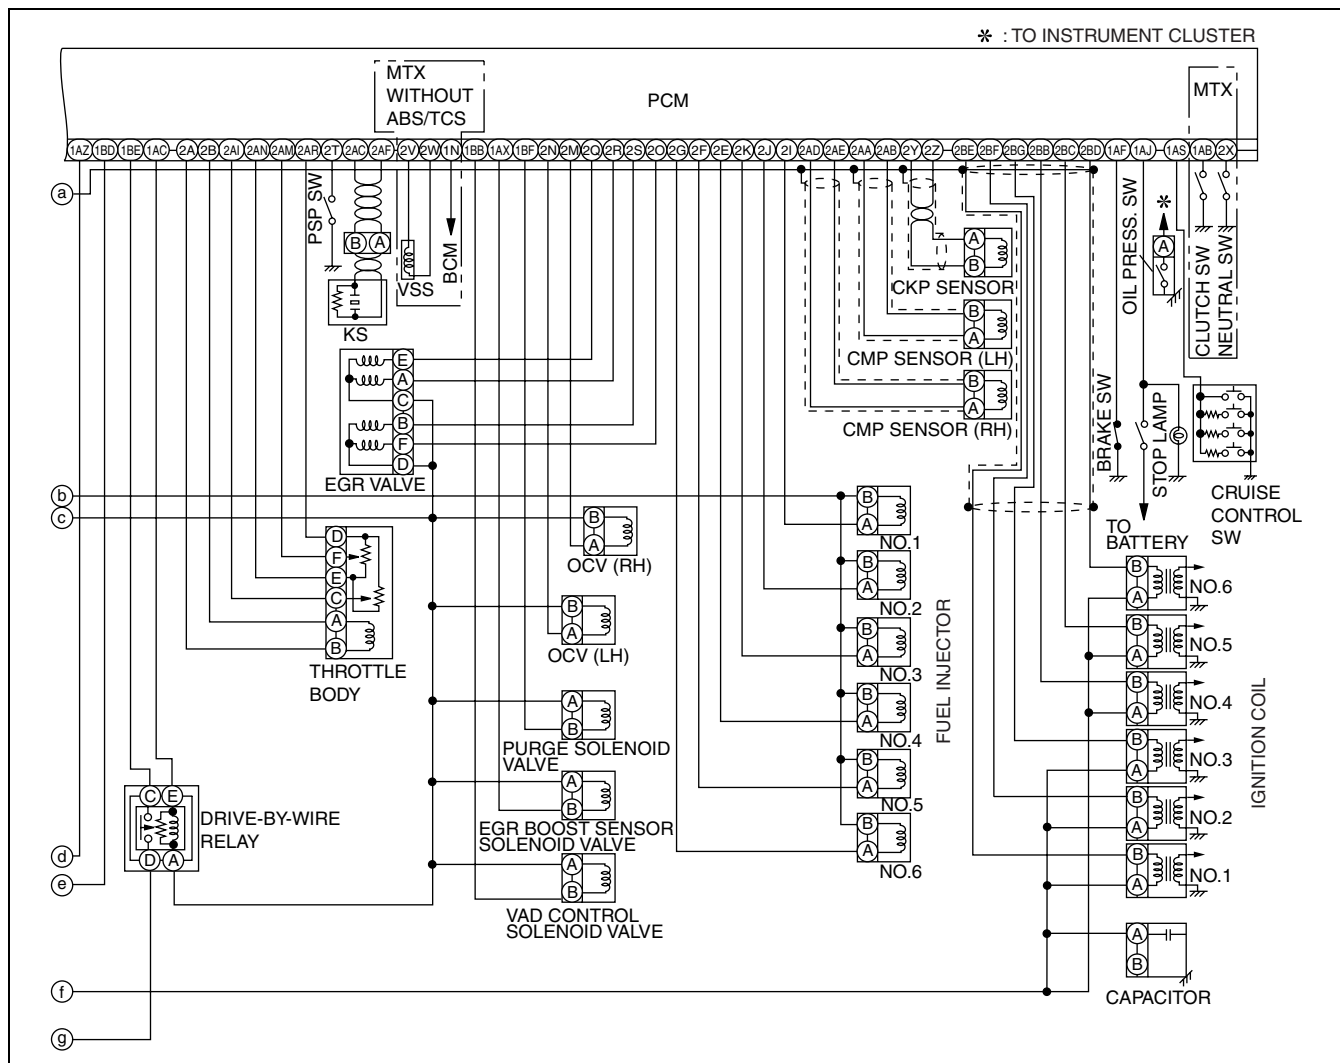 * : TO INSTRUMENT CLUSTER
MTX
WITHOUT
ABS/TCS
PCM
MTX
1AZ 1BD 1BE 1AC 2A 2B 2AI 2AN 2AM 2AR 2T 2AC 2AF 2V 2W 1N 1BB 1AX 1BF 2N 2M 2Q 2R 2S 2O 2G 2F 2E 2K 2J 2I 2AD 2AE 2AA 2AB 2Y 2Z 2BE 2BF 2BG 2BB 2BC 2BD 1AF 1AJ 1AS 1AB 2X
a
PSP SW
B A
KS
VSS
BCM
A
B
CKP SENSOR
B
A
CMP SENSOR (LH)
B
A
CMP SENSOR (RH)
OIL PRESS. SW
*
A
CLUTCH SW
NEUTRAL SW
BRAKE SW
STOP LAMP
TO
BATTERY
CRUISE
CONTROL
SW
E
A
C
B
F
D
EGR VALVE
b
c
B
A
OCV (RH)
D
F
E
C
A
B
THROTTLE
BODY
B
A
OCV (LH)
A
B
PURGE SOLENOID
VALVE
A
B
EGR BOOST SENSOR
SOLENOID VALVE
A
B
VAD CONTROL
SOLENOID VALVE
C E
D A
DRIVE-BY-WIRE
RELAY
B
A
NO.1
B
A
NO.2
B
A
NO.3
B
A
NO.4
B
A
NO.5
B
A
NO.6
FUEL INJECTOR
B
A
NO.6
B
A
NO.5
B
A
NO.4
B
A
NO.3
B
A
NO.2
B
A
NO.1
IGNITION COIL
A
B
CAPACITOR
d
e
f
g